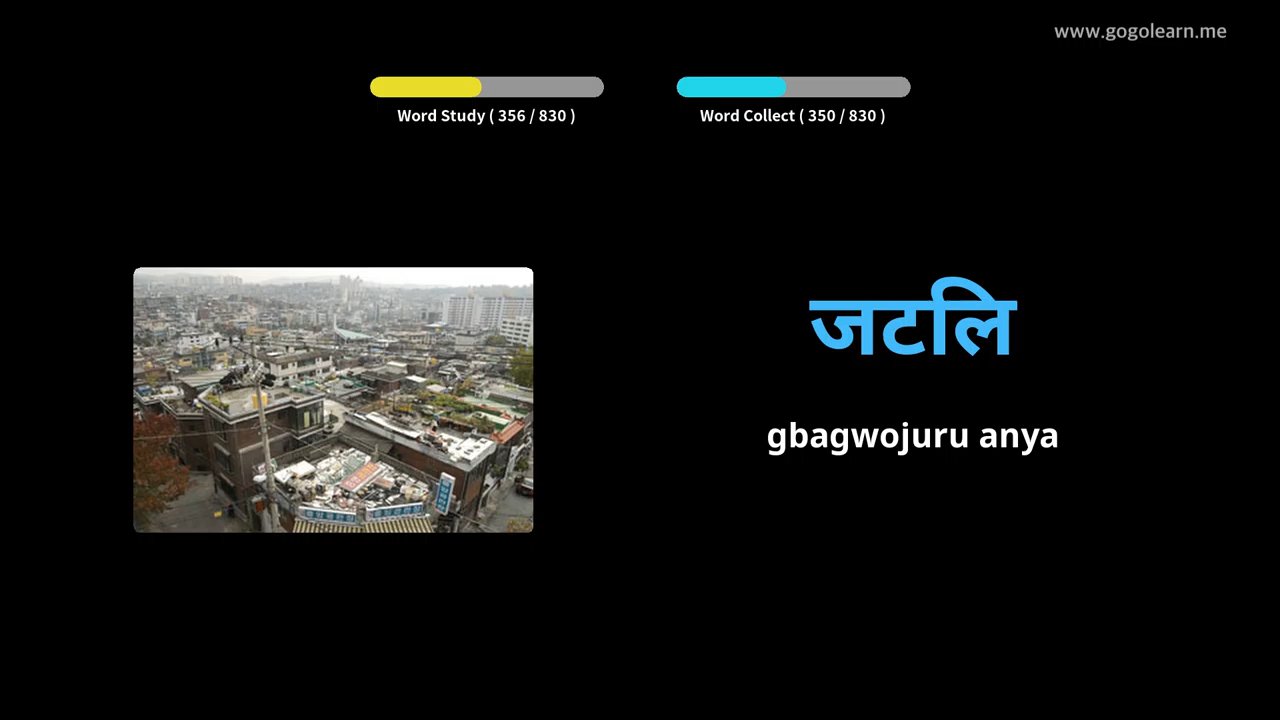 www.gogolearn.me
Word Study ( 356 / 830 )
Word Collect ( 350 / 830 )
जटलि
gbagwojuru anya